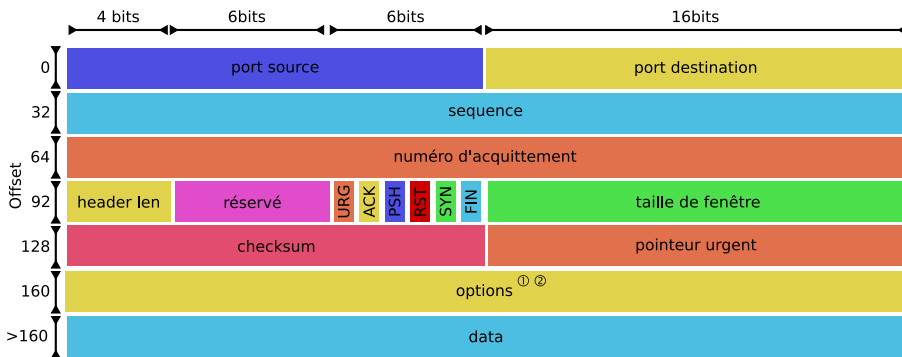 4 bits 6bits 6bits 16bits
Offset
0 port source port destination
32 sequence
64 numéro d'acquittement
92 header len réservé URG ACK PSH RST SYN FIN taille de fenêtre
128 checksum pointeur urgent
160 options ① ②
>160 data